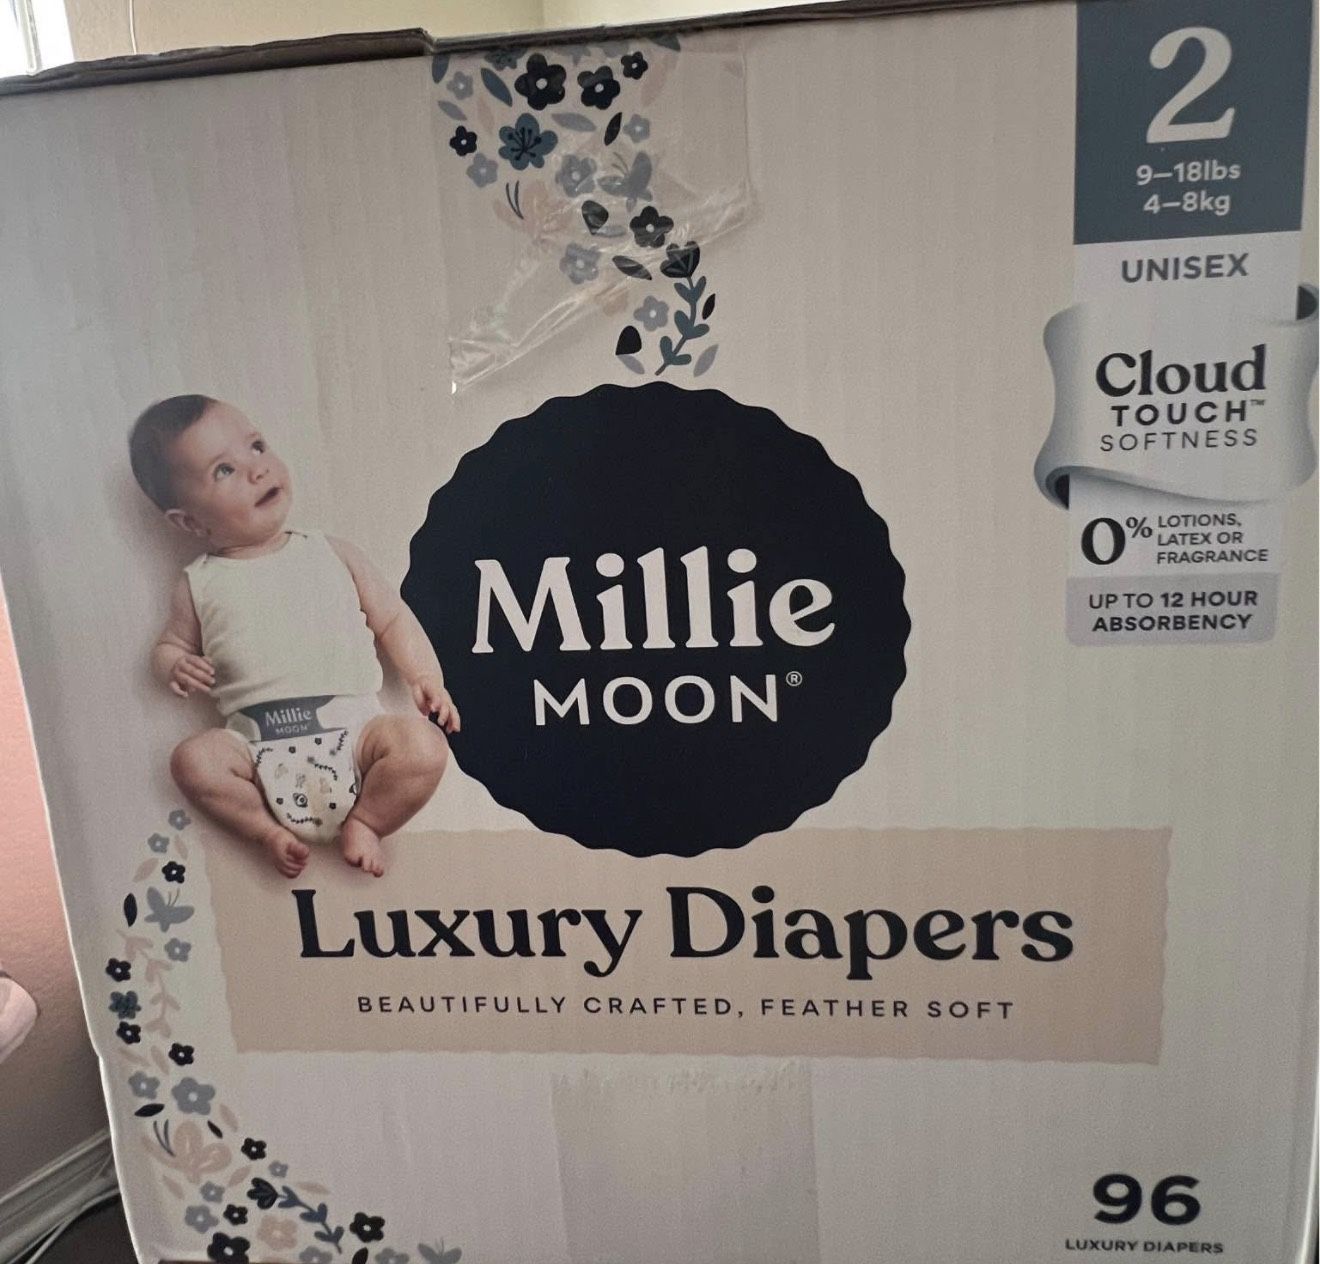 2
9–18lbs
4–8kg
UNISEX
Cloud
TOUCH™
SOFTNESS
0% LOTIONS,
LATEX OR
FRAGRANCE
UP TO 12 HOUR
ABSORBENCY
Millie
MOON®
Millie
MOON
Luxury Diapers
BEAUTIFULLY CRAFTED, FEATHER SOFT
96
LUXURY DIAPERS